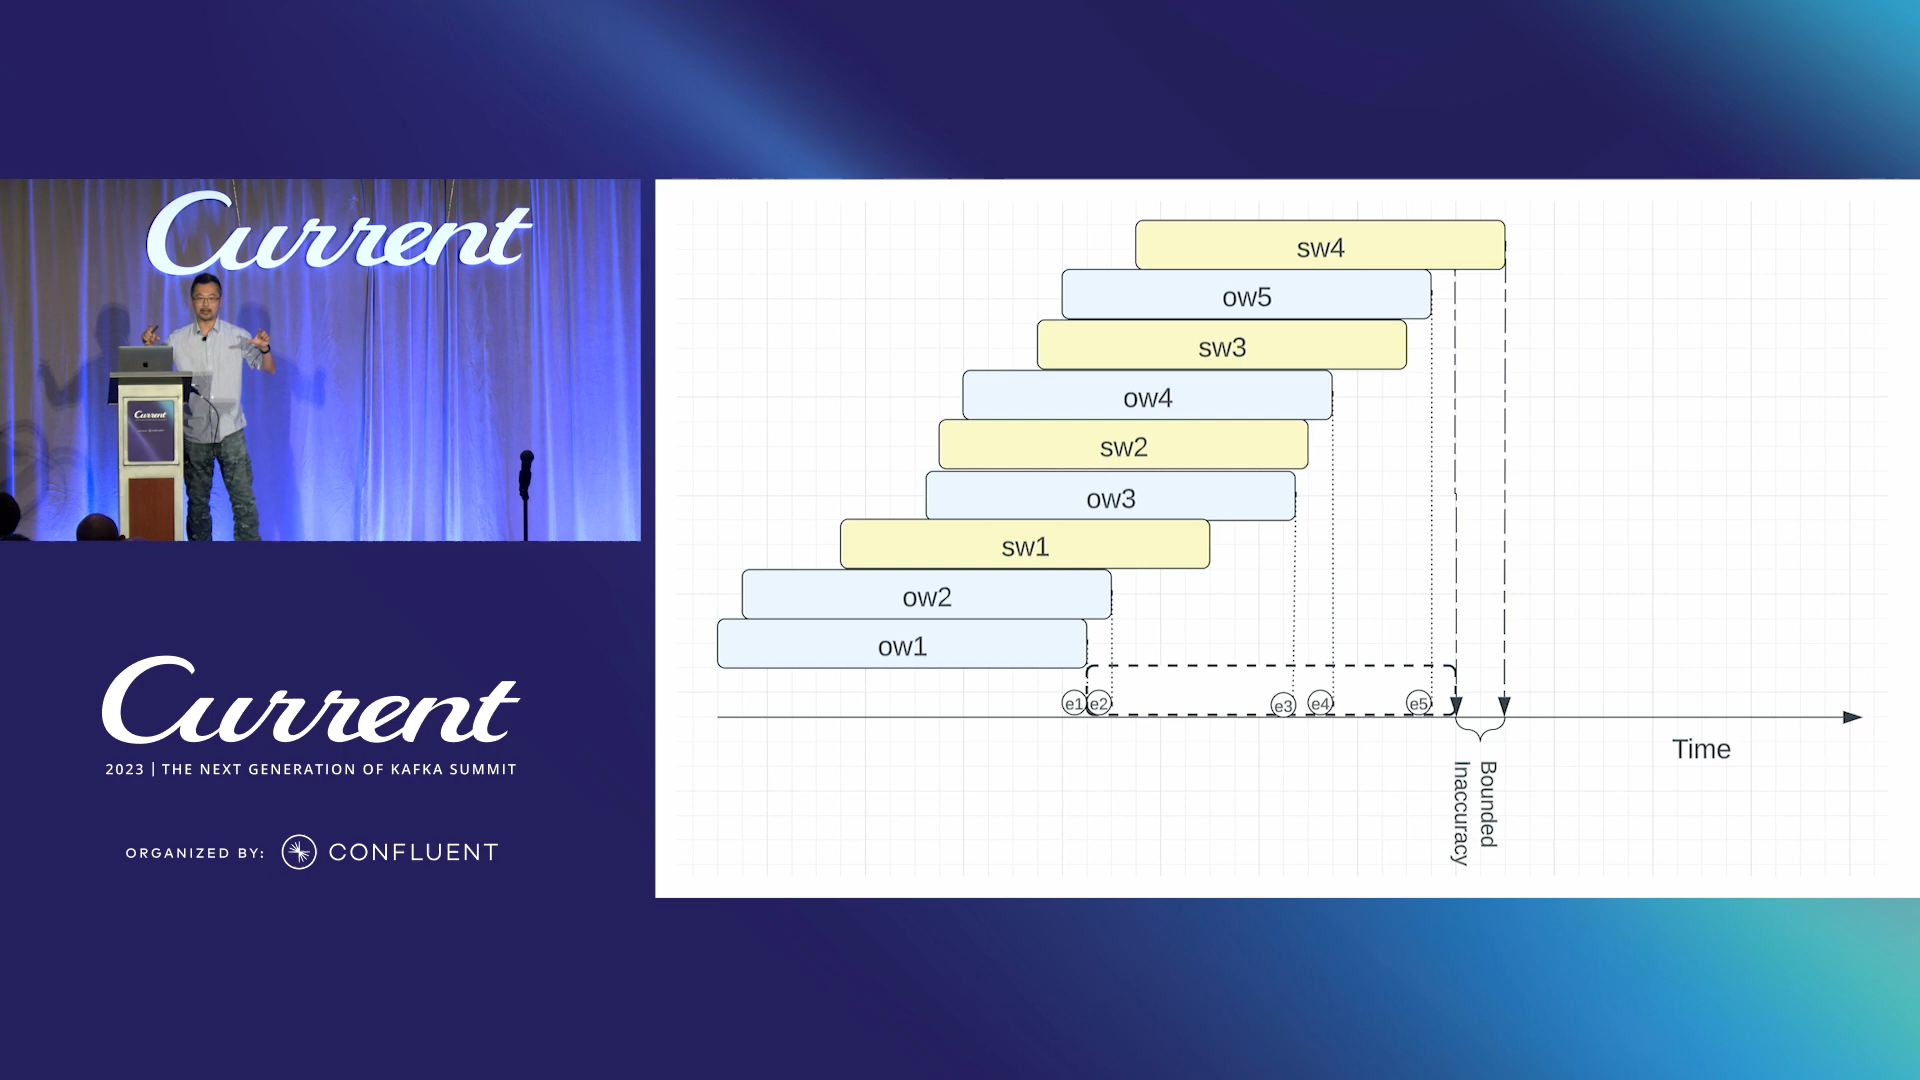 Current
Current
Current
2023 | THE NEXT GENERATION OF KAFKA SUMMIT
ORGANIZED BY: CONFLUENT
sw4
ow5
sw3
ow4
sw2
ow3
sw1
ow2
ow1
e1
e2
e3
e4
e5
Time
Bounded
Inaccuracy